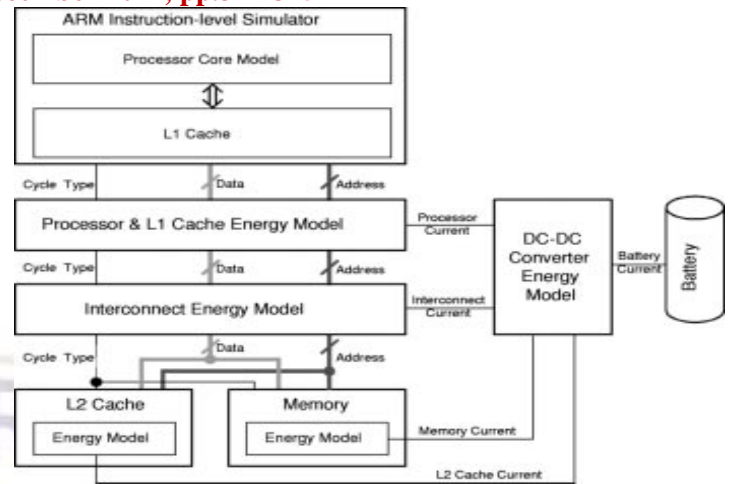 ARM Instruction-level Simulator
Processor Core Model
L1 Cache
Cycle Type
Data
Address
Processor & L1 Cache Energy Model
Processor
Current
DC-DC
Converter
Energy
Model
Battery
Current
Battery
Cycle Type
Data
Address
Interconnect Energy Model
Interconnect
Current
Cycle Type
Data
Address
L2 Cache
Energy Model
Memory
Energy Model
Memory Current
L2 Cache Current